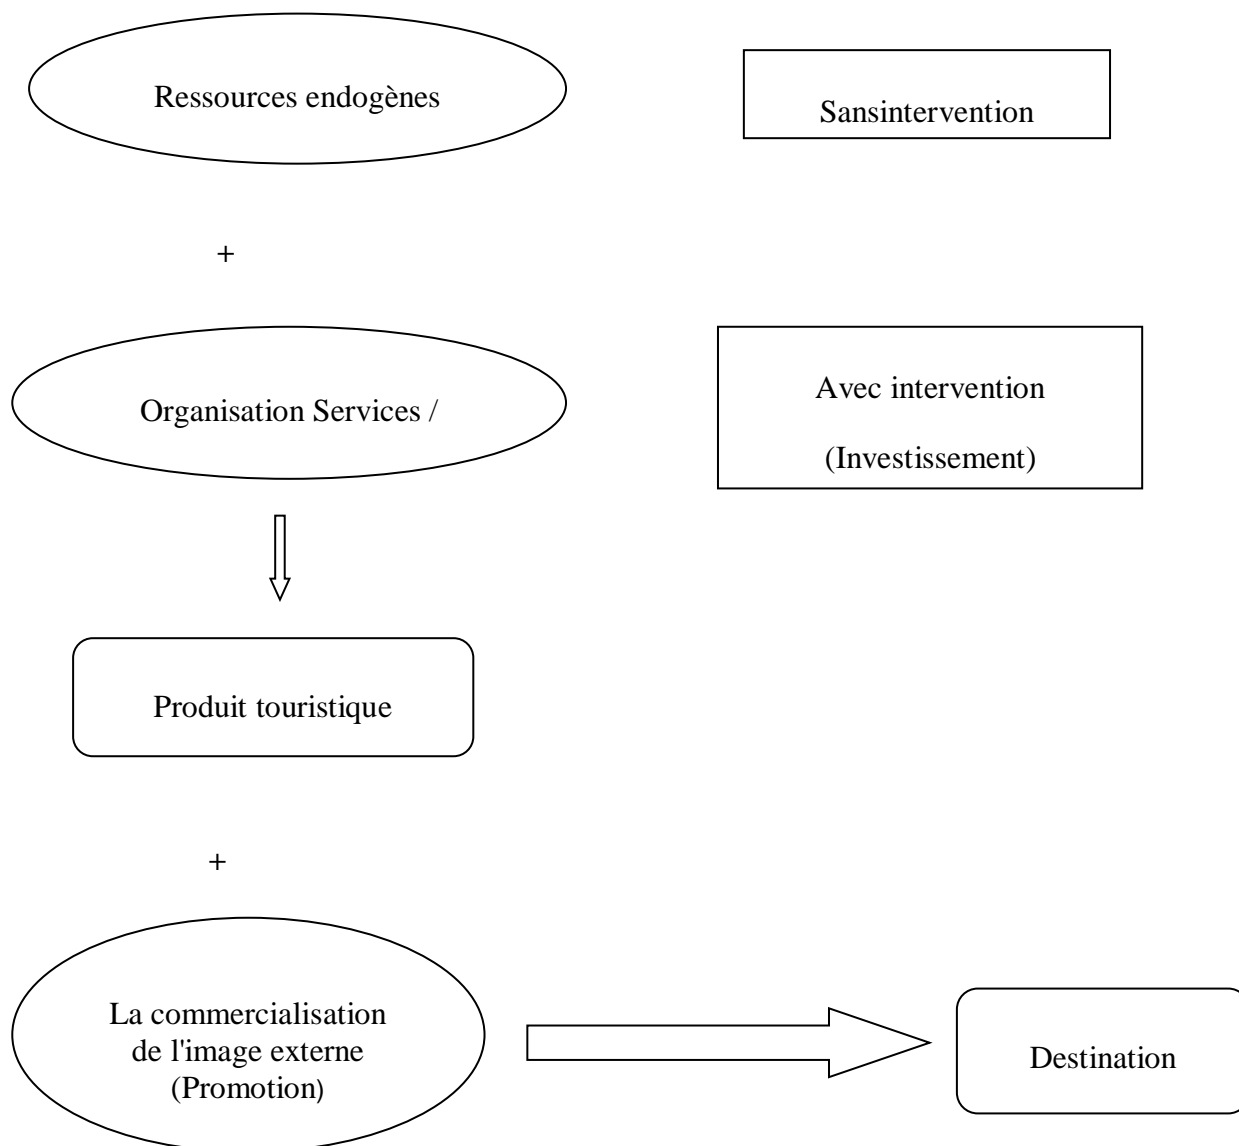 Ressources endogènes
Sansintervention
+
Organisation Services /
Avec intervention
(Investissement)
Produit touristique
+
La commercialisation
de l'image externe
(Promotion)
Destination